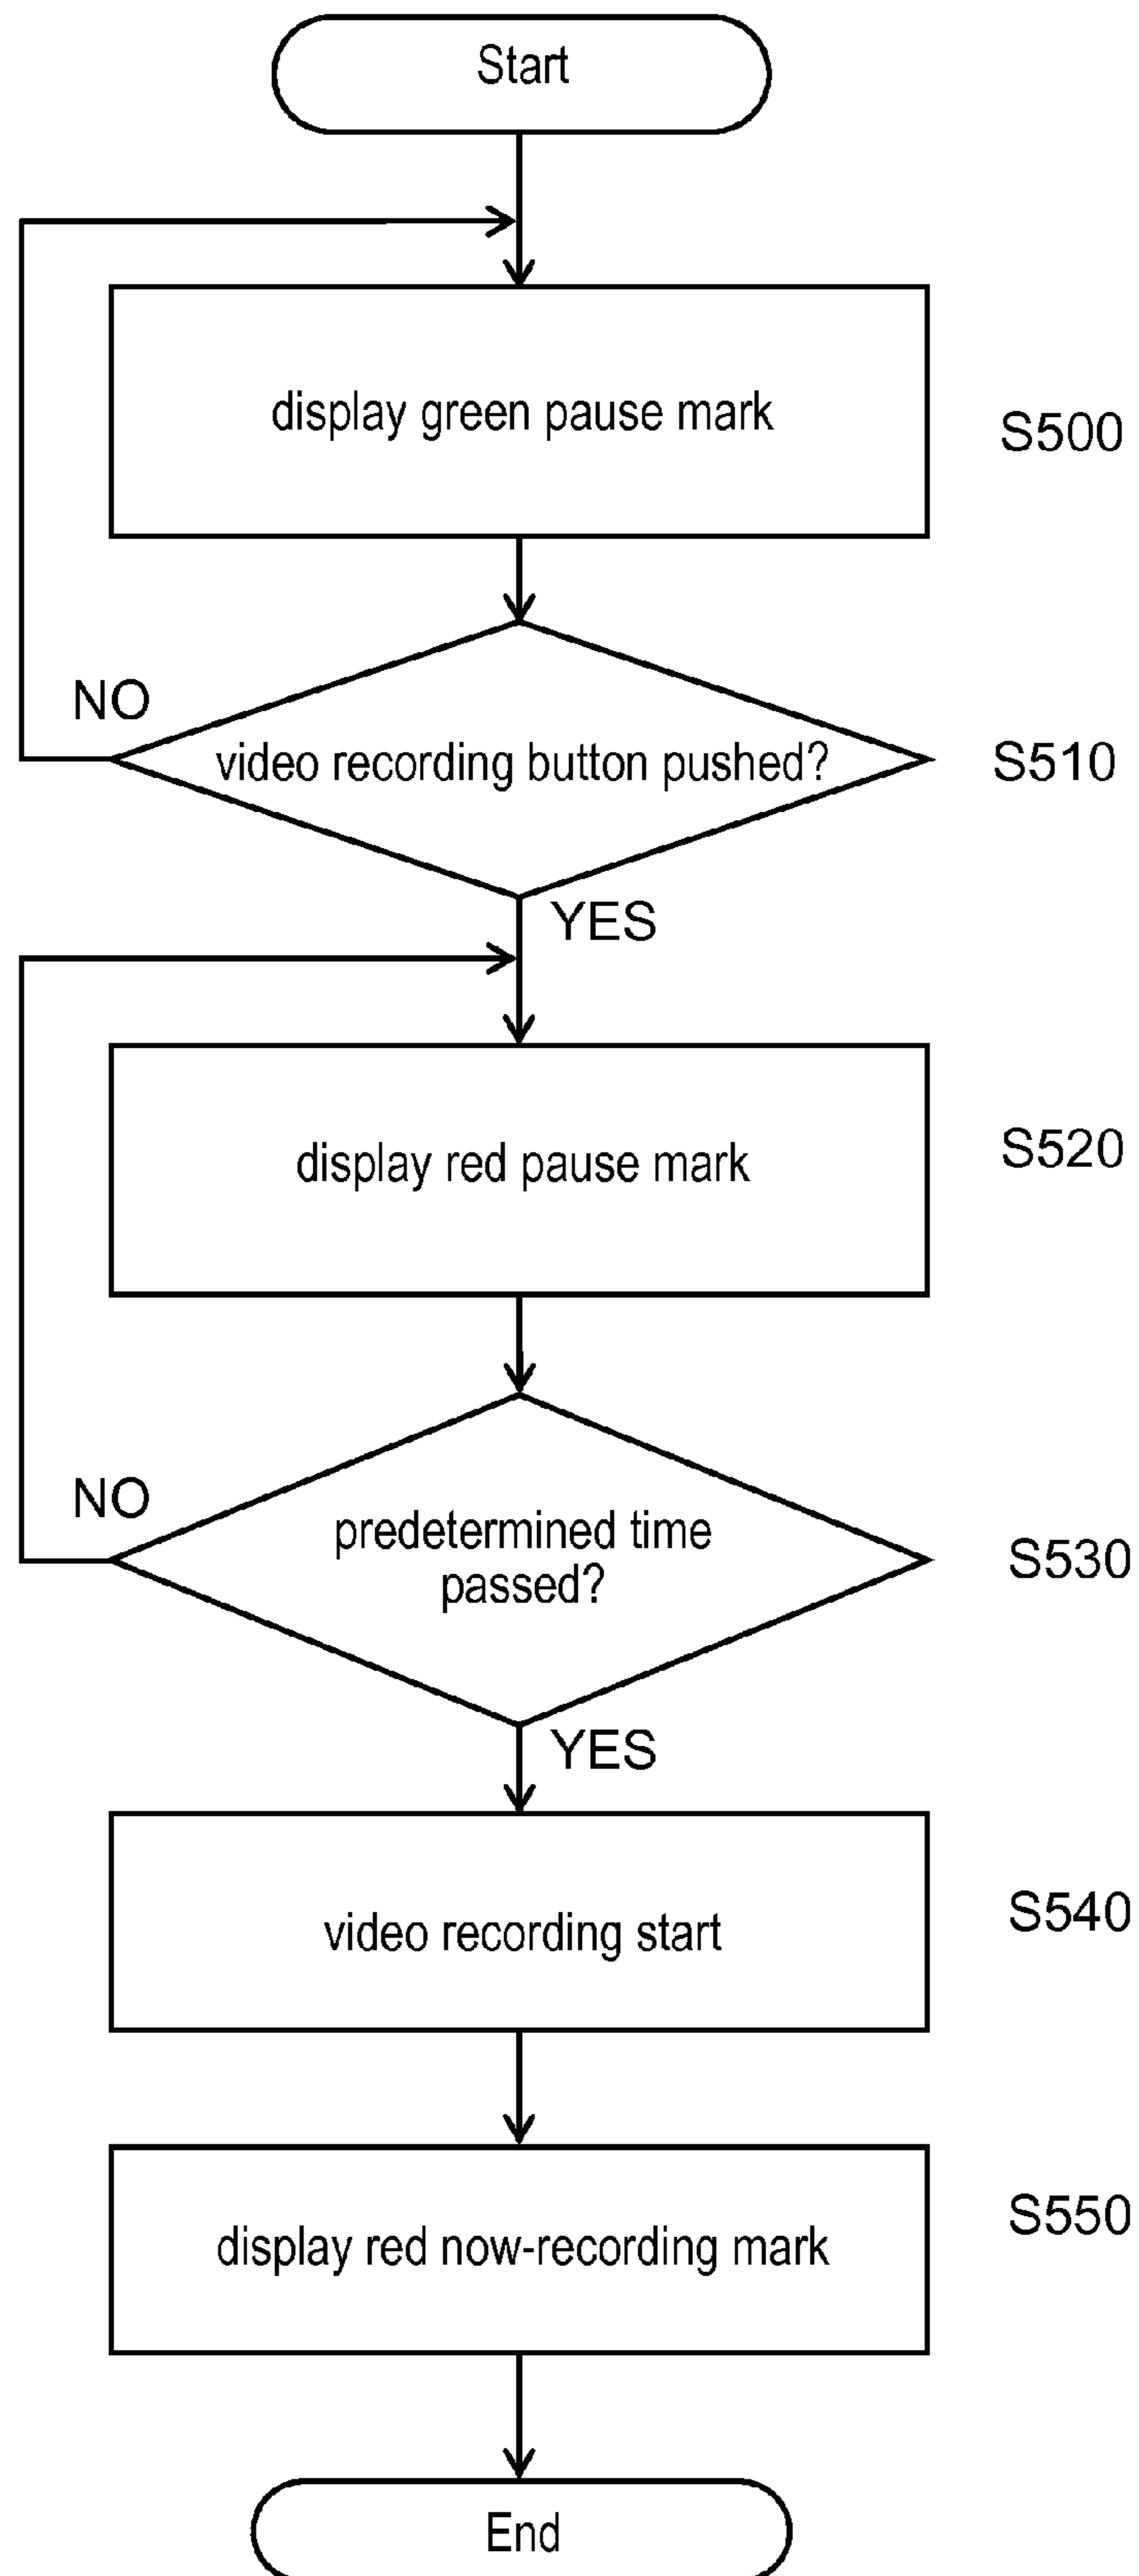 Start
display green pause mark
S500
NO
video recording button pushed?
S510
YES
display red pause mark
S520
NO
predetermined time
passed?
S530
YES
video recording start
S540
display red now-recording mark
S550
End